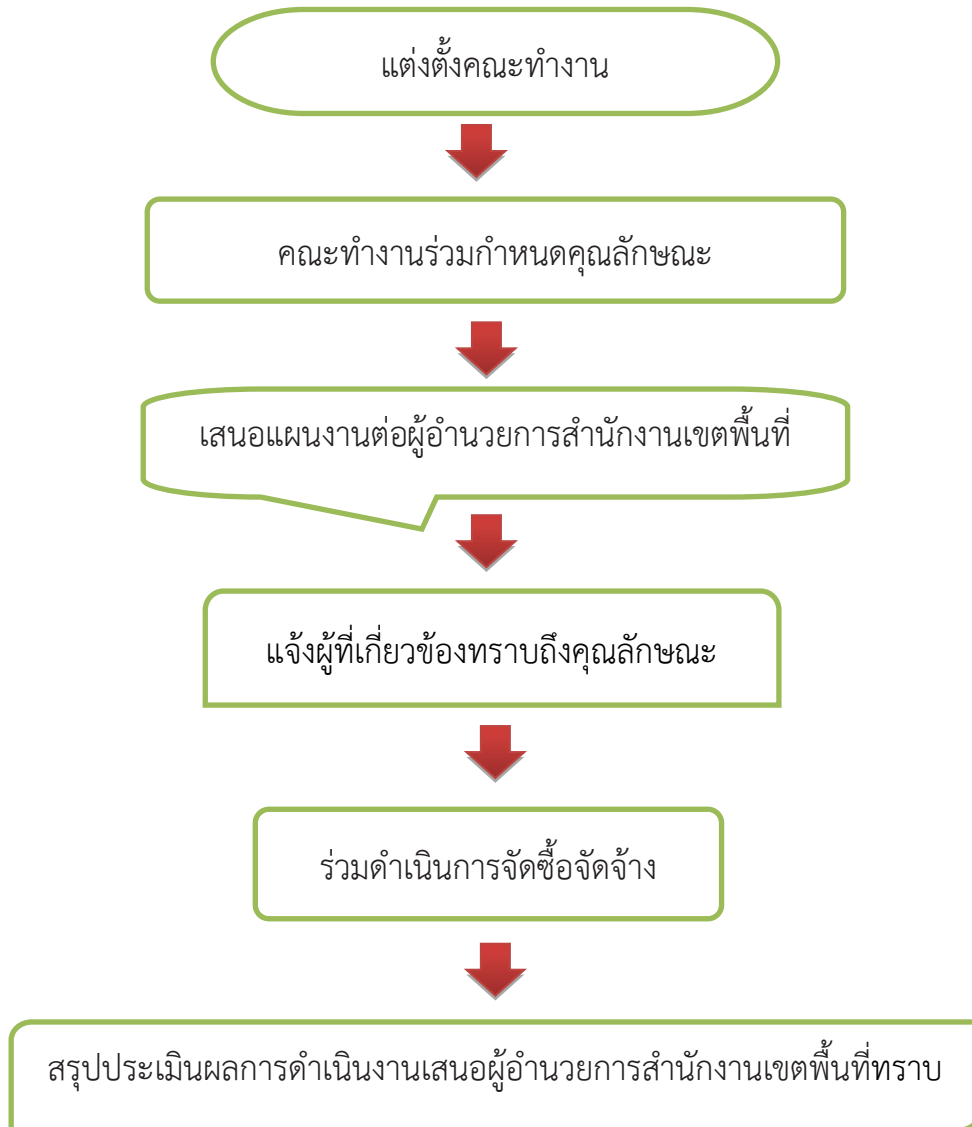 แต่งตั้งคณะทำงาน
คณะทำงานร่วมกำหนดคุณลักษณะ
เสนอแผนงานต่อผู้อำนวยการสำนักงานเขตพื้นที่
แจ้งผู้ที่เกี่ยวข้องทราบถึงคุณลักษณะ
ร่วมดำเนินการจัดซื้อจัดจ้าง
สรุปประเมินผลการดำเนินงานเสนอผู้อำนวยการสำนักงานเขตพื้นที่ทราบ